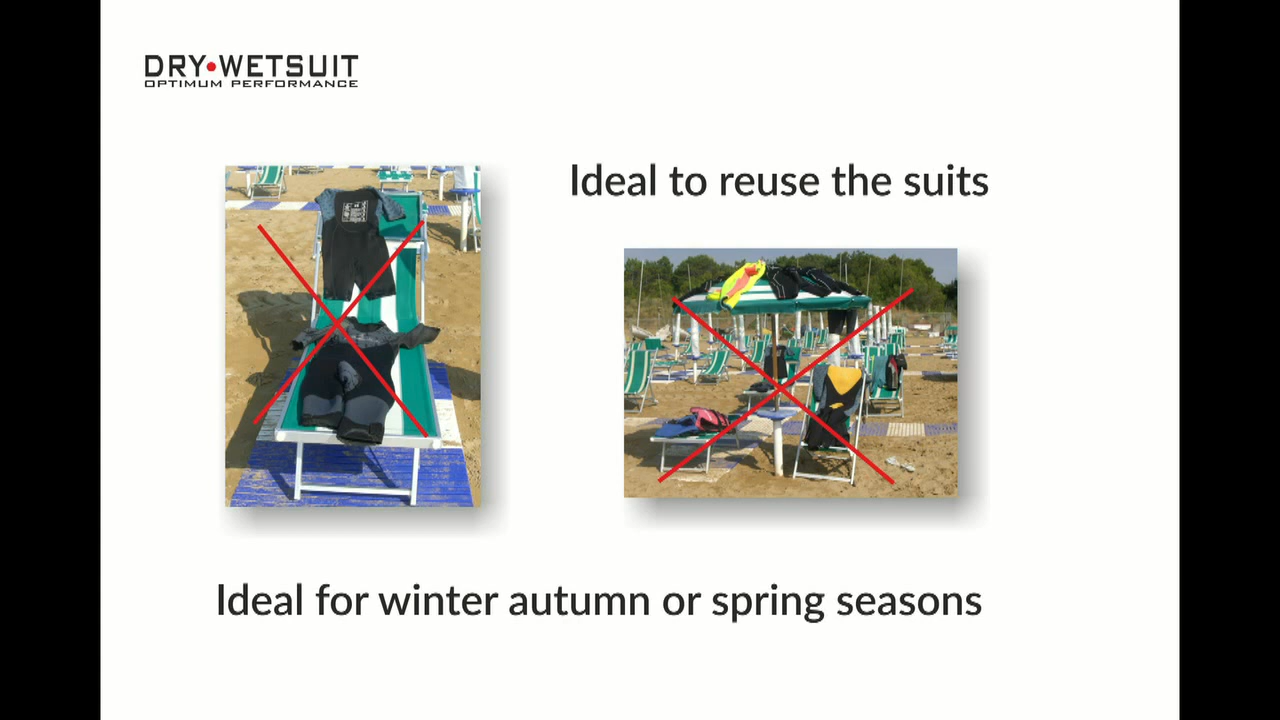 DRY•WETSUIT
OPTIMUM PERFORMANCE
Ideal to reuse the suits
Ideal for winter autumn or spring seasons